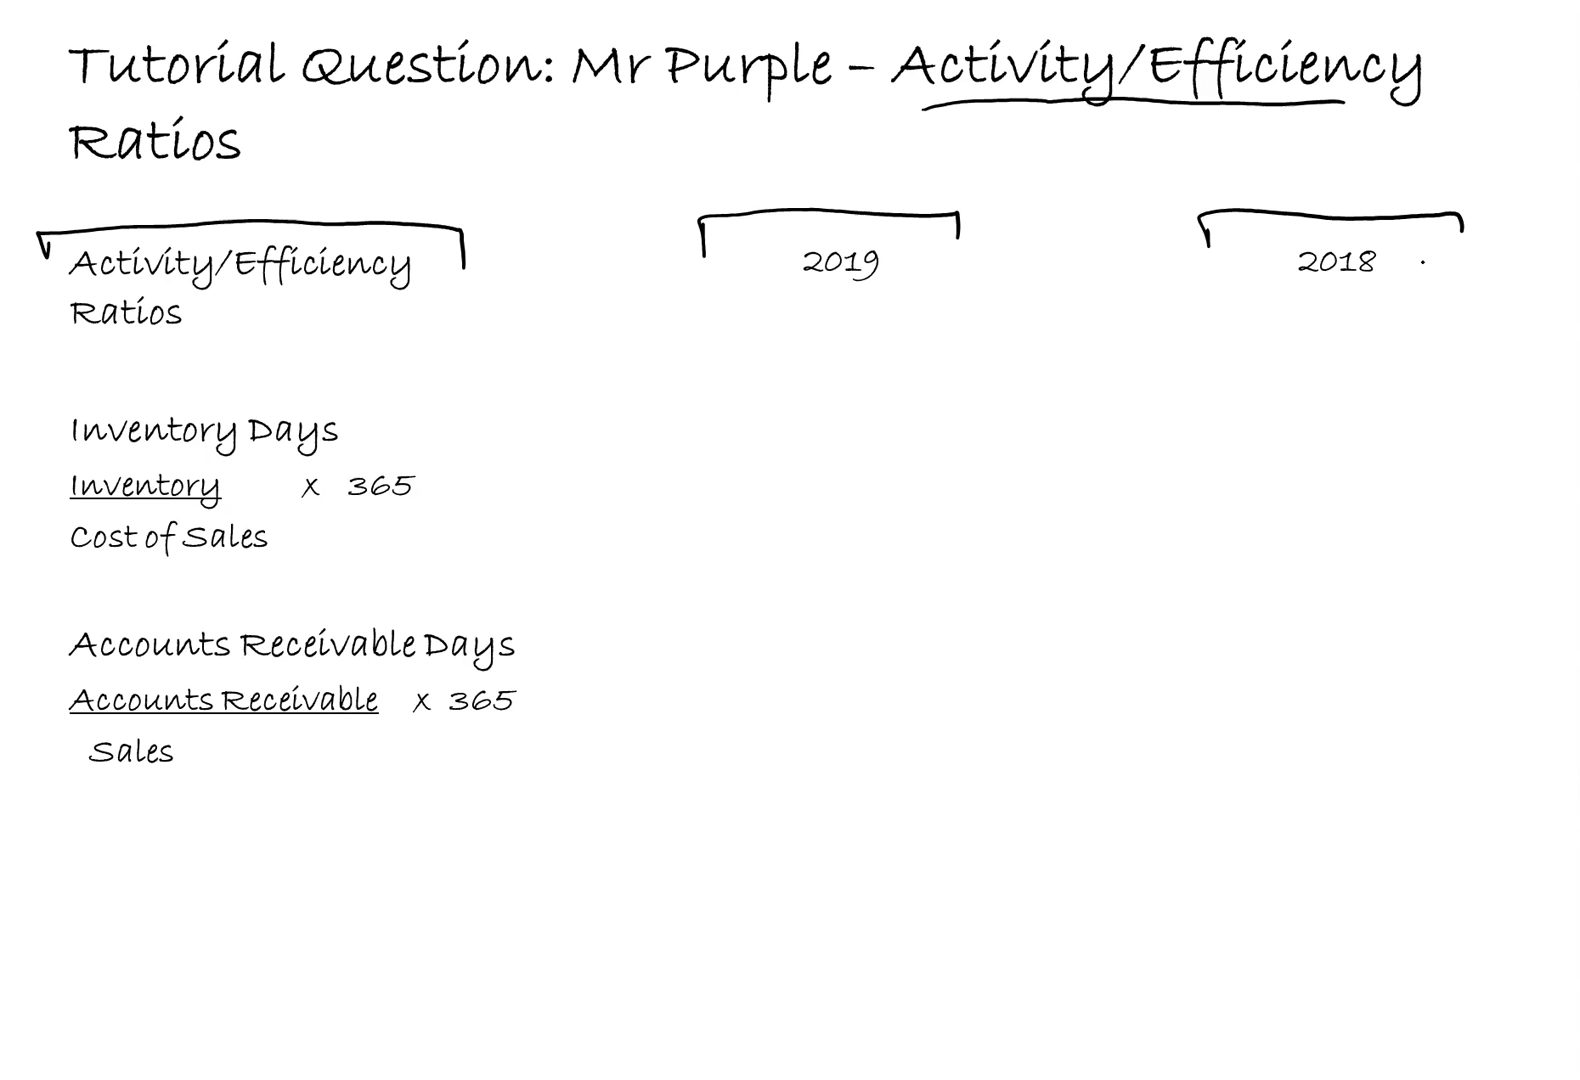 Tutorial Question: Mr Purple – Activity/Efficiency
Ratios
Activity/Efficiency 2019 2018
Ratios
Inventory Days
Inventory x 365
Cost of Sales
Accounts Receivable Days
Accounts Receivable x 365
Sales